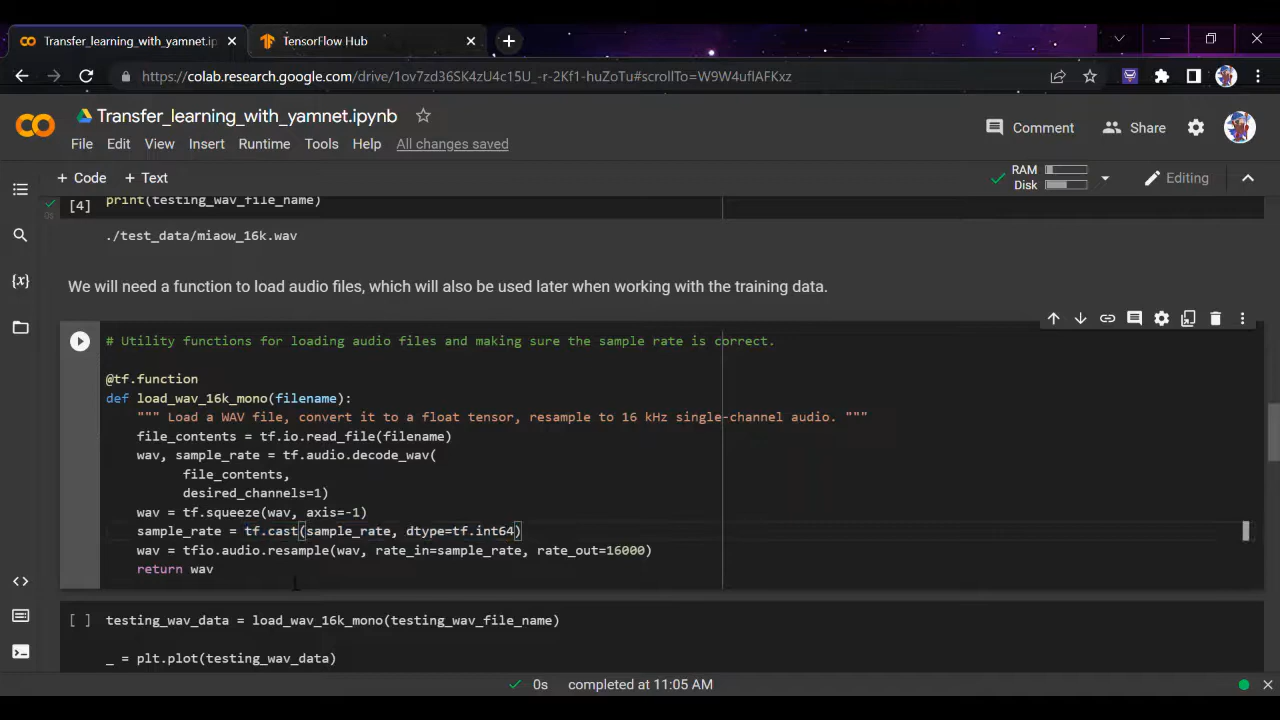 Transfer_learning_with_yamnet.ip
TensorFlow Hub
https://colab.research.google.com/drive/1ov7zd36SK4zU4c15U_-r-2Kf1-huZoTu#scrollTo=W9W4uflAFKxz
Transfer_learning_with_yamnet.ipynb
Comment
Share
File Edit View Insert Runtime Tools Help All changes saved
+ Code + Text
RAM
Disk
Editing
[4] print(testing_wav_file_name)
0s
./test_data/miaow_16k.wav
We will need a function to load audio files, which will also be used later when working with the training data.
# Utility functions for loading audio files and making sure the sample rate is correct.
@tf.function
def load_wav_16k_mono(filename):
""" Load a WAV file, convert it to a float tensor, resample to 16 kHz single-channel audio. """
file_contents = tf.io.read_file(filename)
wav, sample_rate = tf.audio.decode_wav(
file_contents,
desired_channels=1)
wav = tf.squeeze(wav, axis=-1)
sample_rate = tf.cast(sample_rate, dtype=tf.int64)
wav = tfio.audio.resample(wav, rate_in=sample_rate, rate_out=16000)
return wav
[ ] testing_wav_data = load_wav_16k_mono(testing_wav_file_name)
_ = plt.plot(testing_wav_data)
0s completed at 11:05 AM